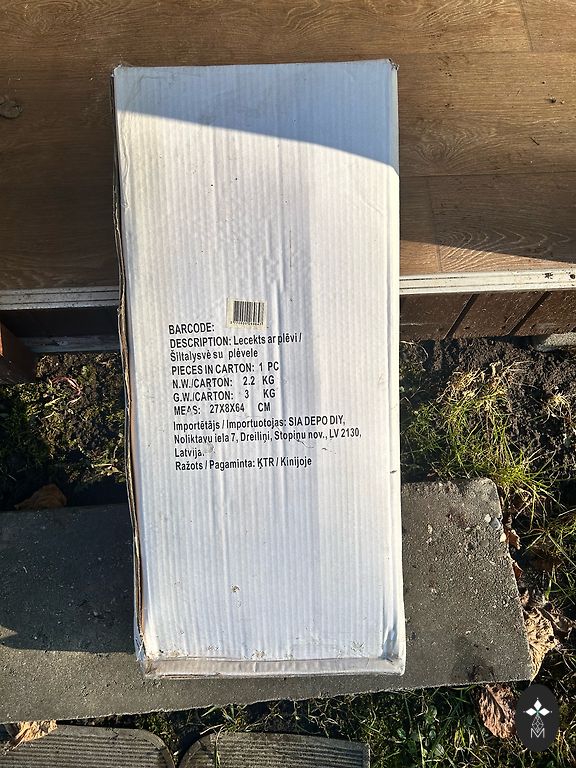 BARCODE:
DESCRIPTION: Lecekts ar plēvi /
Šiltalysvė su plėvele
PIECES IN CARTON: 1 PC
N.W./CARTON: 2.2 KG
G.W./CARTON: 3 KG
MEAS: 27X8X64 CM
Importētājs / Importuotojas: SIA DEPO DIY,
Noliktavu iela 7, Dreiliņi, Stopiņu nov., LV 2130,
Latvija.
Ražots / Pagaminta: ĶTR / Kinijoje